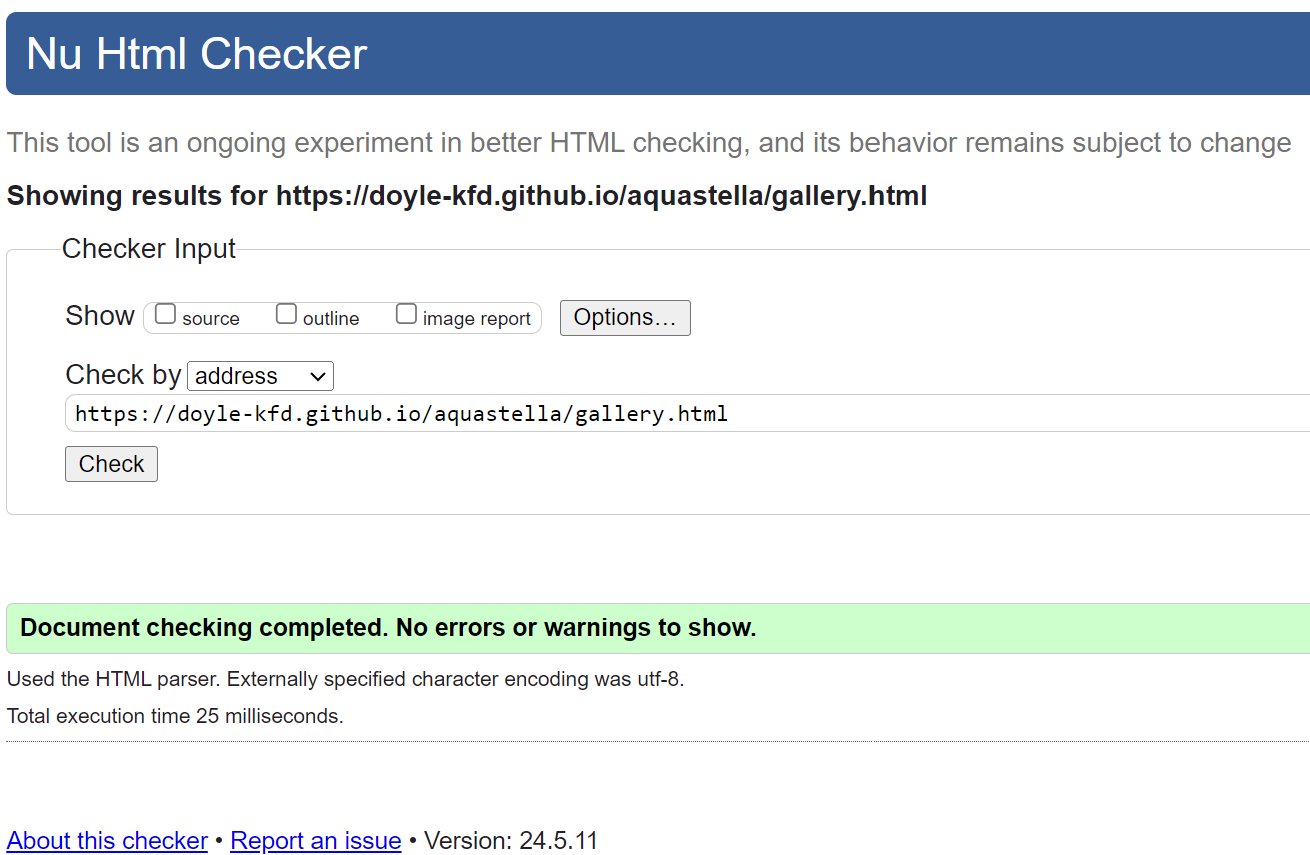 Nu Html Checker
This tool is an ongoing experiment in better HTML checking, and its behavior remains subject to change
Showing results for https://doyle-kfd.github.io/aquastella/gallery.html
Checker Input
Show source outline image report Options...
Check by address
https://doyle-kfd.github.io/aquastella/gallery.html
Check
Document checking completed. No errors or warnings to show.
Used the HTML parser. Externally specified character encoding was utf-8.
Total execution time 25 milliseconds.
About this checker • Report an issue • Version: 24.5.11